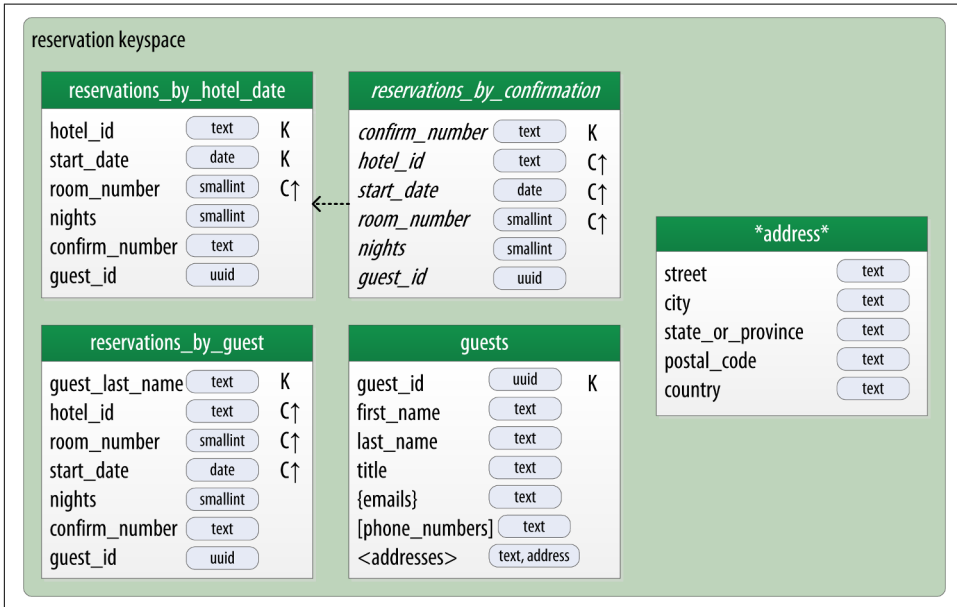 reservation keyspace
reservations_by_hotel_date
hotel_id text K
start_date date K
room_number smallint C↑
nights smallint
confirm_number text
guest_id uuid
reservations_by_confirmation
confirm_number text K
hotel_id text C↑
start_date date C↑
room_number smallint C↑
nights smallint
guest_id uuid
reservations_by_guest
guest_last_name text K
hotel_id text C↑
room_number smallint C↑
start_date date C↑
nights smallint
confirm_number text
guest_id uuid
guests
guest_id uuid K
first_name text
last_name text
title text
{emails} text
[phone_numbers] text
<addresses> text, address
*address*
street text
city text
state_or_province text
postal_code text
country text